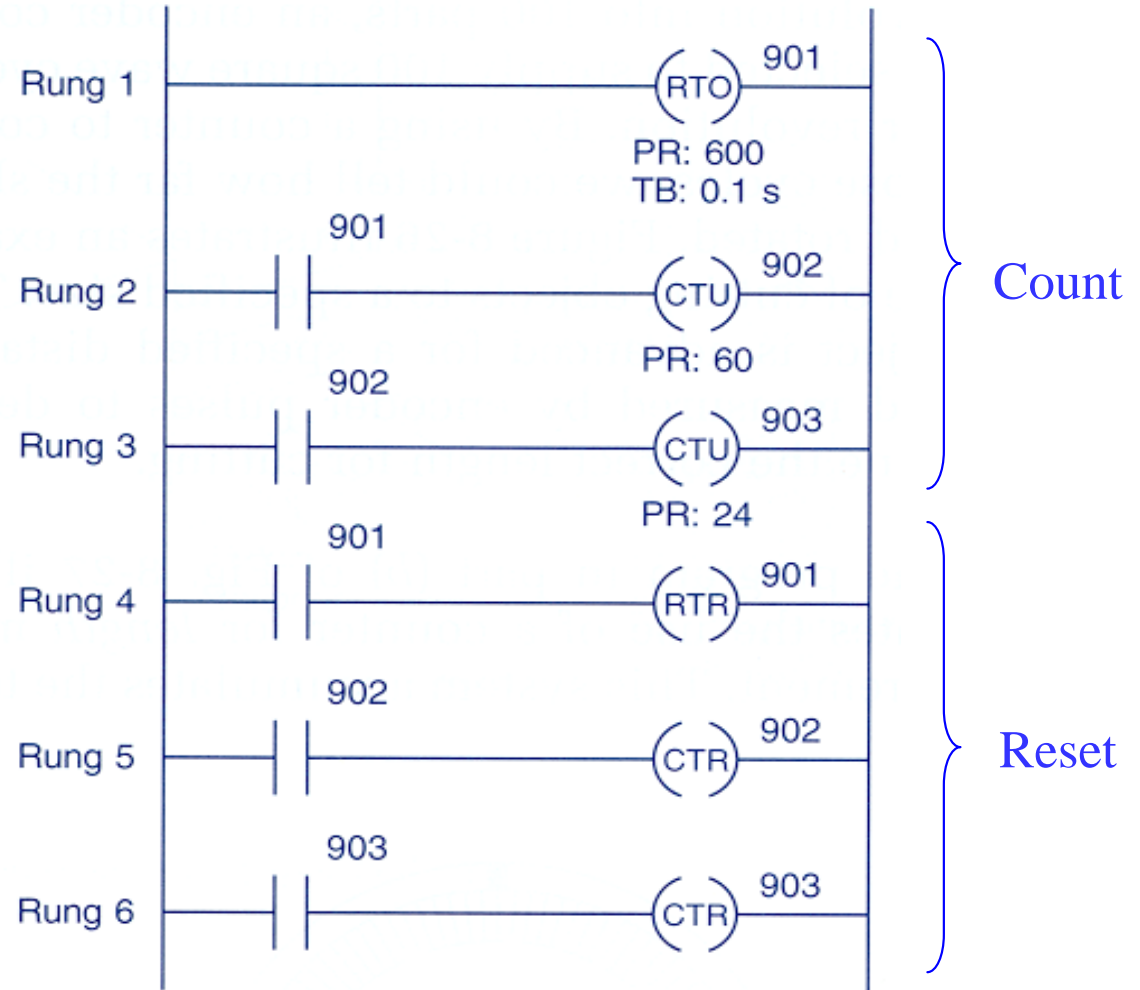 Rung 1
RTO
901
PR: 600
TB: 0.1 s
901
Rung 2
CTU
902
PR: 60
Count
902
Rung 3
CTU
903
PR: 24
901
Rung 4
RTR
901
902
Rung 5
CTR
902
Reset
903
Rung 6
CTR
903